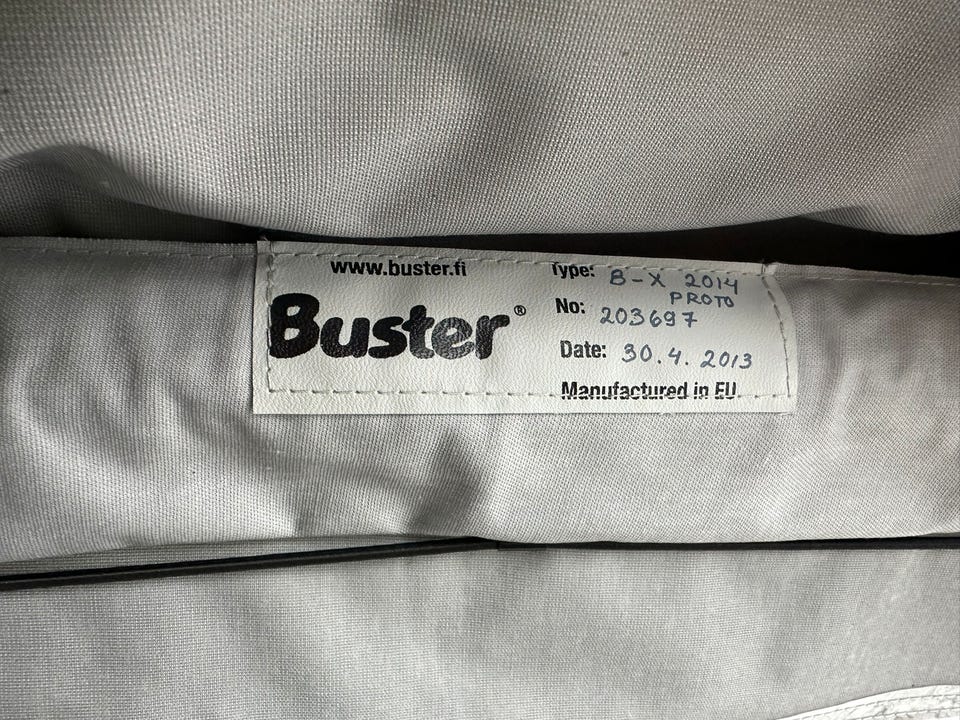 www.buster.fi
Buster®
Type: B-X 2014
PROTO
No: 203697
Date: 30.4.2013
Manufactured in EU